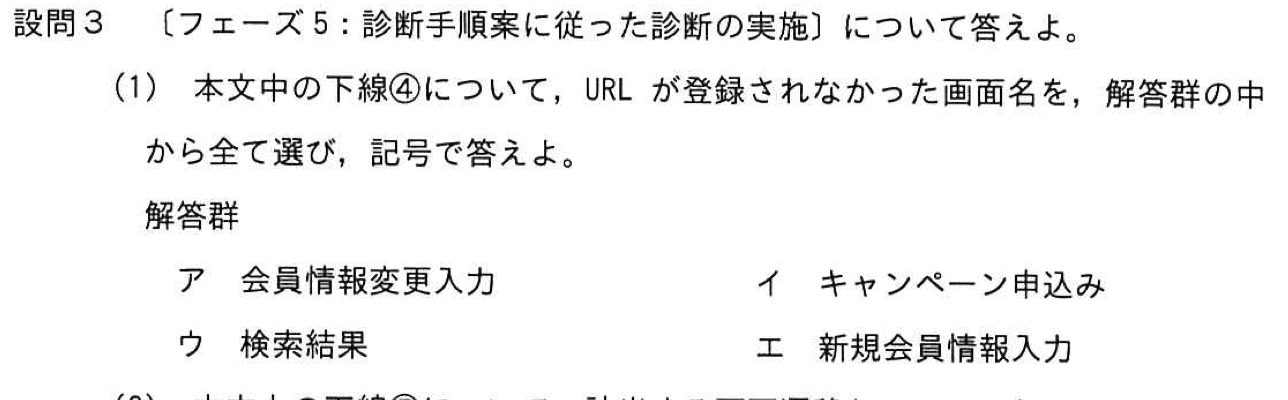 設問3 〔フェーズ5：診断手順案に従った診断の実施〕について答えよ。
(1) 本文中の下線④について，URL が登録されなかった画面名を，解答群の中
から全て選び，記号で答えよ。
解答群
ア 会員情報変更入力 イ キャンペーン申込み
ウ 検索結果 エ 新規会員情報入力